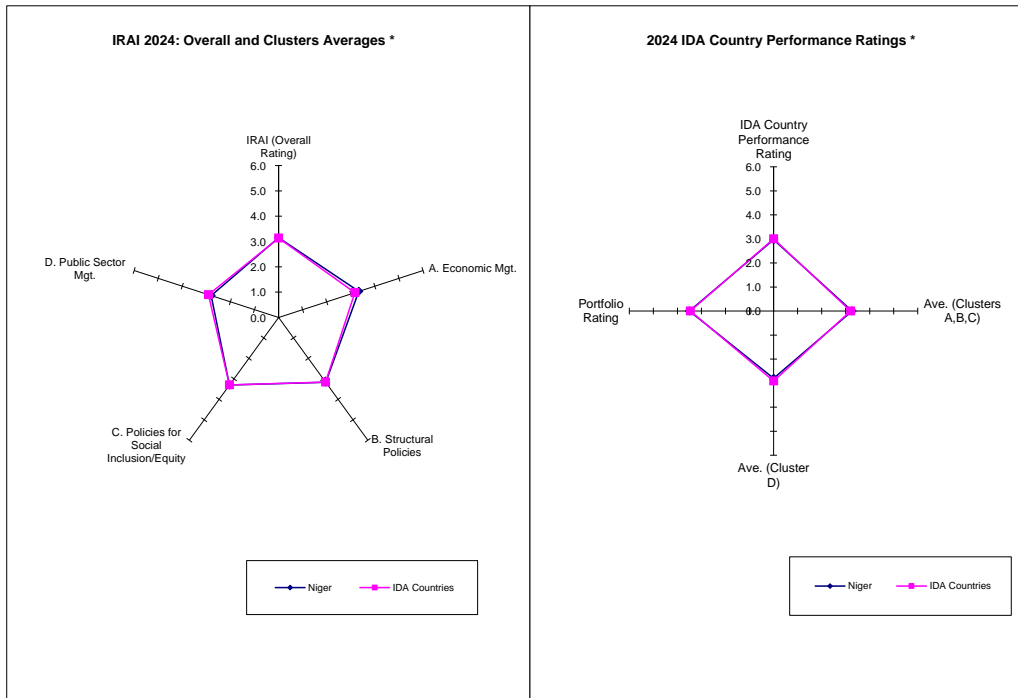 IRAI 2024: Overall and Clusters Averages *
IRAI (Overall
Rating)
6.0
5.0
4.0
3.0
2.0
1.0
0.0
A. Economic Mgt.
B. Structural
Policies
C. Policies for
Social
Inclusion/Equity
D. Public Sector
Mgt.
Niger
IDA Countries
2024 IDA Country Performance Ratings *
IDA Country
Performance
Rating
6.0
5.0
4.0
3.0
2.0
1.0
0.0
Ave. (Clusters
A,B,C)
Ave. (Cluster
D)
Portfolio
Rating
Niger
IDA Countries